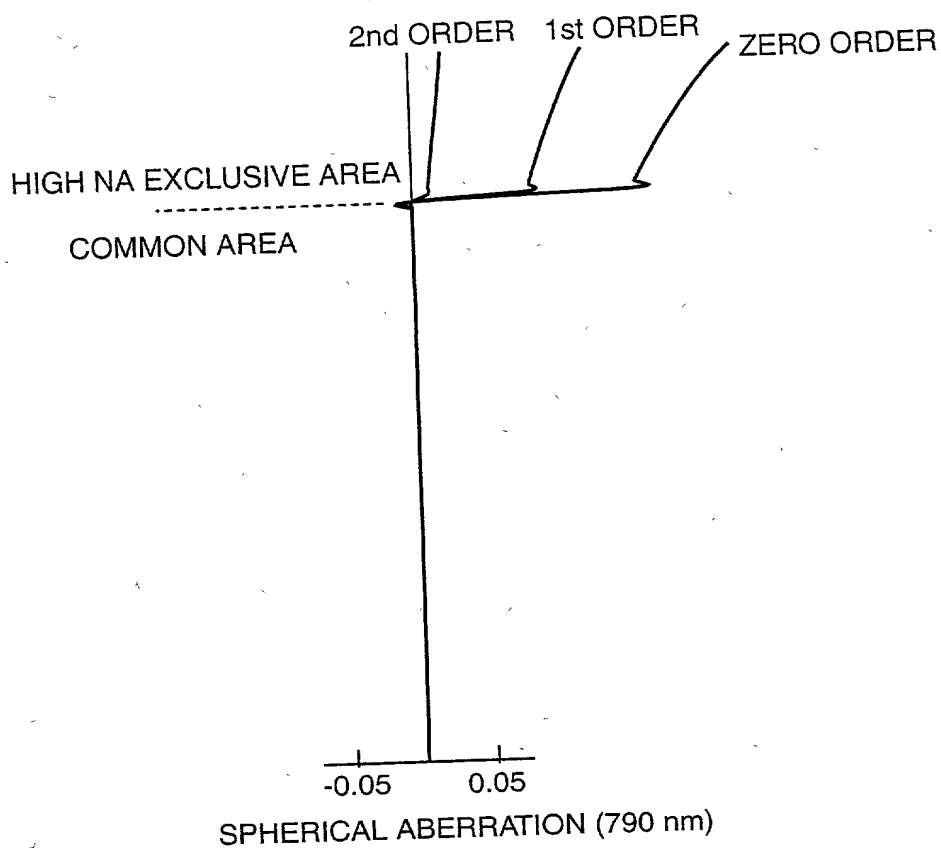 2nd ORDER
1st ORDER
ZERO ORDER
HIGH NA EXCLUSIVE AREA
COMMON AREA
-0.05
0.05
SPHERICAL ABERRATION (790 nm)